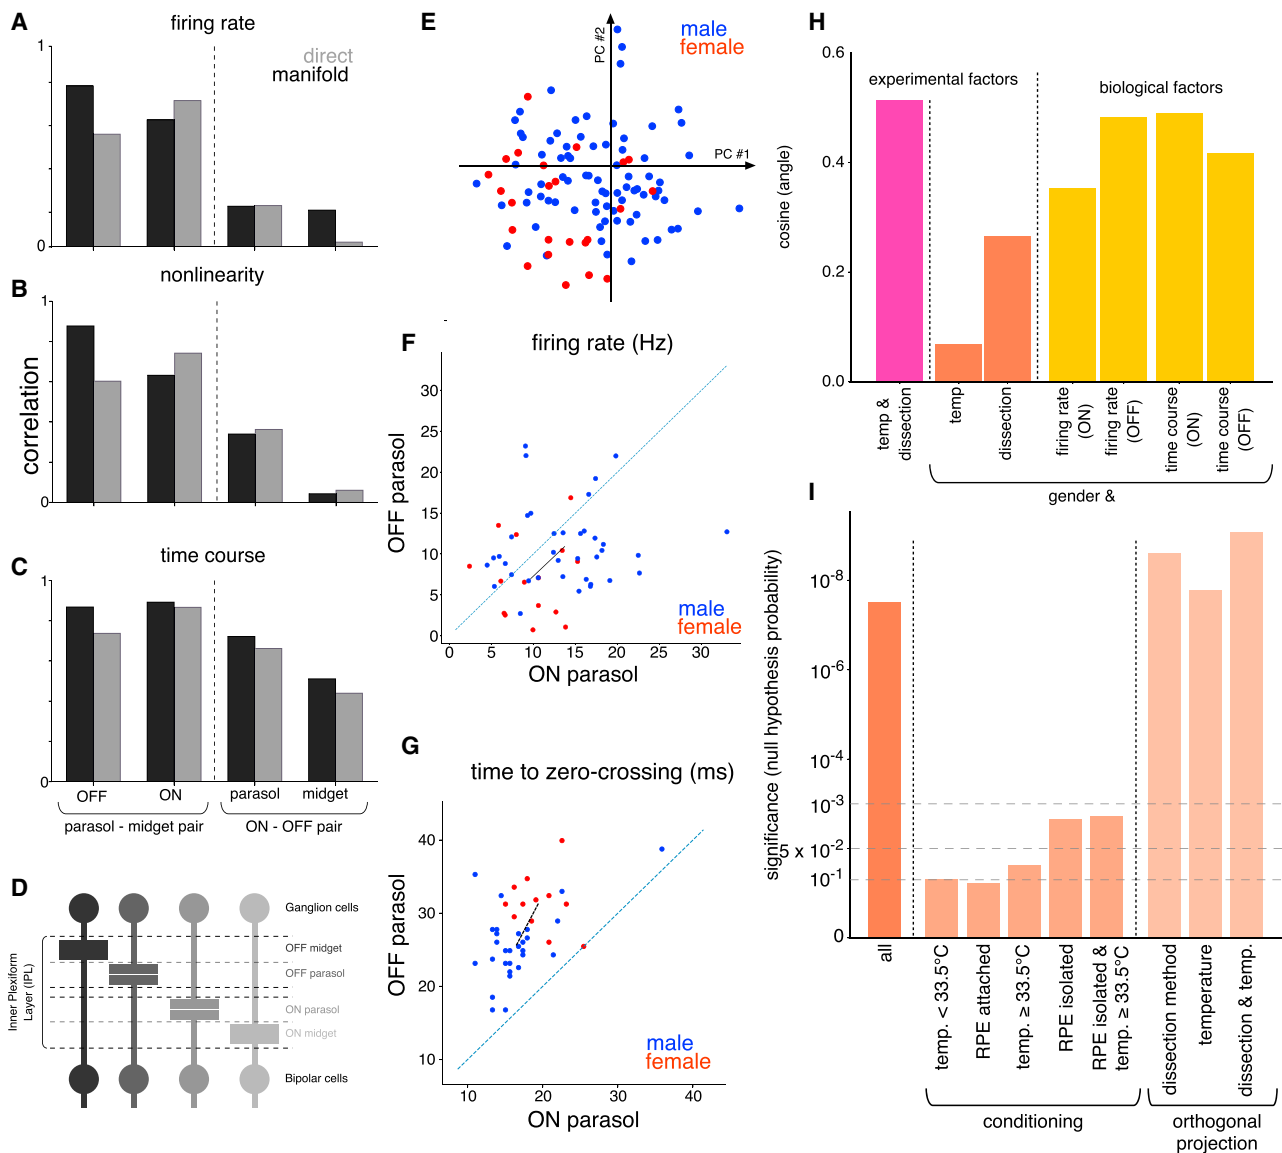 A
firing rate
1
direct
manifold
0
B
nonlinearity
1
correlation
0
C
time course
1
0
OFF
ON
parasol
midget
parasol - midget pair
ON - OFF pair
D
Ganglion cells
OFF midget
OFF parasol
ON parasol
ON midget
Inner Plexiform
Layer (IPL)
Bipolar cells
E
PC #2
male
female
PC #1
F
firing rate (Hz)
OFF parasol
30
25
20
15
10
5
0
male
female
0
5
10
15
20
25
30
ON parasol
G
time to zero-crossing (ms)
OFF parasol
40
30
20
10
male
female
10
20
30
40
ON parasol
H
0.6
experimental factors
biological factors
cosine (angle)
0.4
0.2
0.0
temp &
dissection
temp
dissection
firing rate
(ON)
firing rate
(OFF)
time course
(ON)
time course
(OFF)
gender &
I
significance (null hypothesis probability)
10-8
10-6
10-4
10-3
5 x 10-2
10-1
0
all
temp. < 33.5°C
RPE attached
temp. ≥ 33.5°C
RPE isolated
RPE isolated &
temp. ≥ 33.5°C
dissection method
temperature
dissection & temp.
conditioning
orthogonal
projection